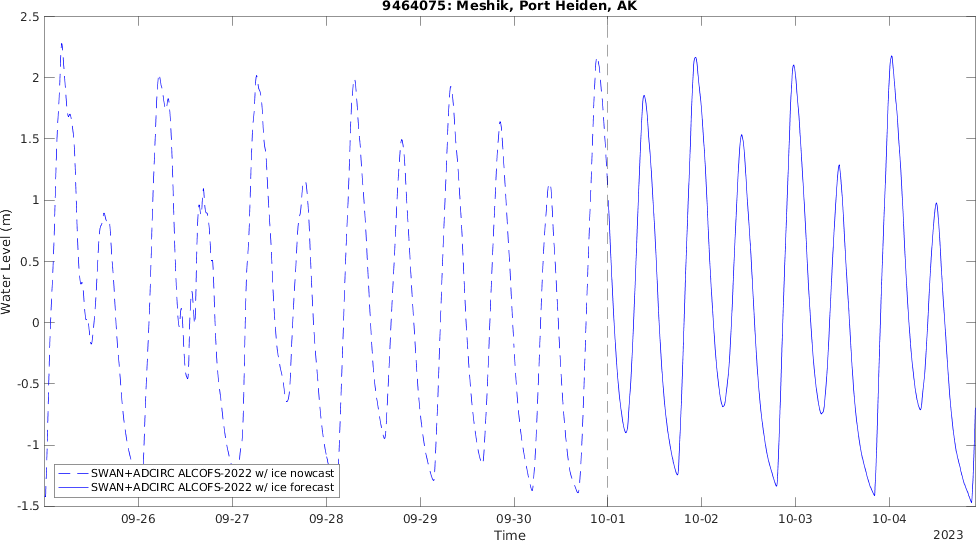 9464075: Meshik, Port Heiden, AK
2.5
2
1.5
1
0.5
0
-0.5
-1
-1.5
Water Level (m)
SWAN+ADCIRC ALCOFS-2022 w/ ice nowcast
SWAN+ADCIRC ALCOFS-2022 w/ ice forecast
09-26 09-27 09-28 09-29 09-30 10-01 10-02 10-03 10-04
Time
2023